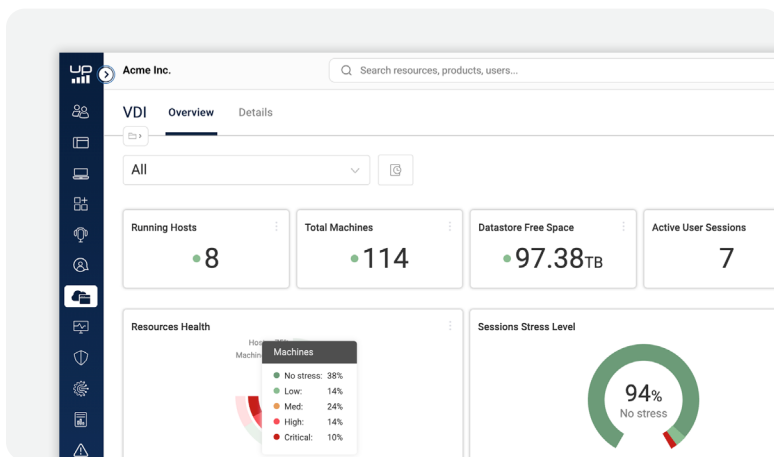 up
Acme Inc.
Search resources, products, users...
VDI Overview Details
All
Running Hosts
8
Total Machines
114
Datastore Free Space
97.38TB
Active User Sessions
7
Resources Health
Machines
No stress: 38%
Low: 14%
Med: 24%
High: 14%
Critical: 10%
Sessions Stress Level
94%
No stress